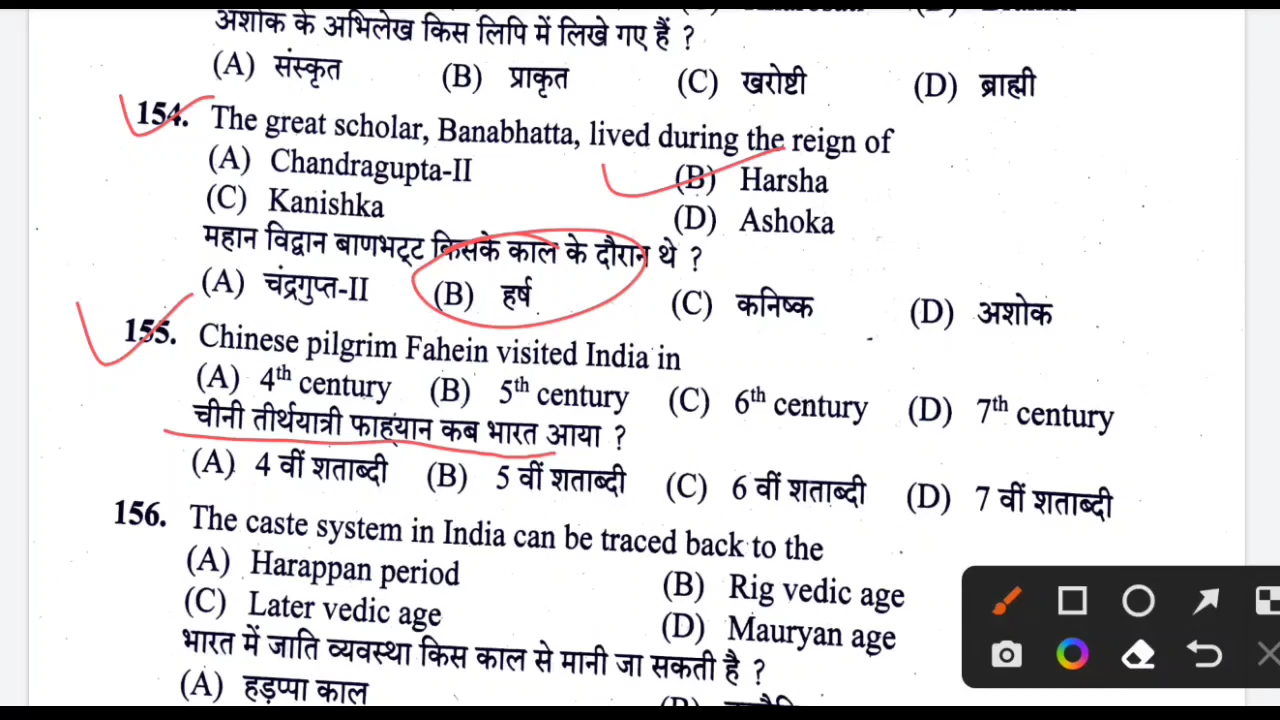 अशोक के अभिलेख किस लिपि में लिखे गए हैं ?
(A) संस्कृत (B) प्राकृत (C) खरोष्टी (D) ब्राह्मी
154. The great scholar, Banabhatta, lived during the reign of
(A) Chandragupta-II (B) Harsha
(C) Kanishka (D) Ashoka
महान विद्वान बाणभट्ट किसके काल के दौरान थे ?
(A) चंद्रगुप्त-II (B) हर्ष (C) कनिष्क (D) अशोक
155. Chinese pilgrim Fahein visited India in
(A) 4th century (B) 5th century (C) 6th century (D) 7th century
चीनी तीर्थयात्री फाह्यान कब भारत आया ?
(A) 4 वीं शताब्दी (B) 5 वीं शताब्दी (C) 6 वीं शताब्दी (D) 7 वीं शताब्दी
156. The caste system in India can be traced back to the
(A) Harappan period (B) Rig vedic age
(C) Later vedic age (D) Mauryan age
भारत में जाति व्यवस्था किस काल से मानी जा सकती है ?
(A) हड़प्पा काल